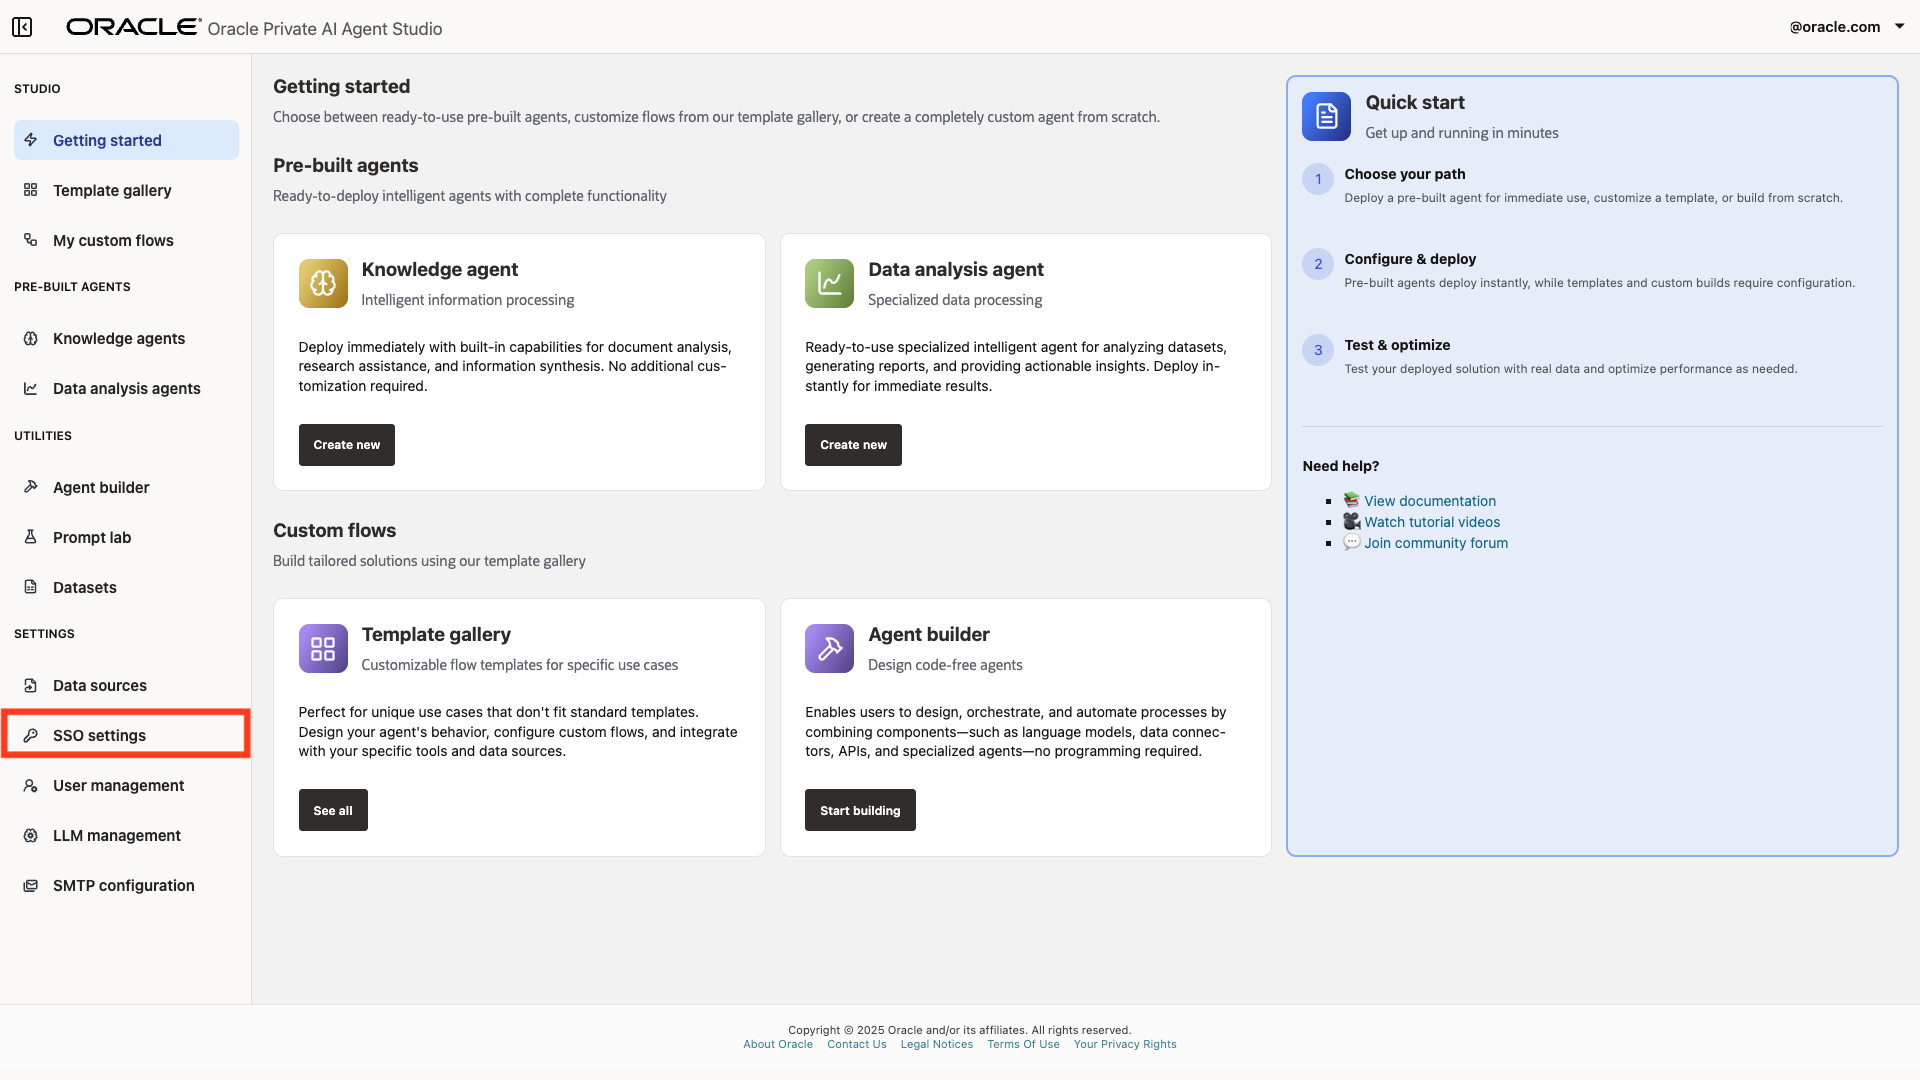 ORACLE Oracle Private AI Agent Studio
@oracle.com
STUDIO
Getting started
Template gallery
My custom flows
PRE-BUILT AGENTS
Knowledge agents
Data analysis agents
UTILITIES
Agent builder
Prompt lab
Datasets
SETTINGS
Data sources
SSO settings
User management
LLM management
SMTP configuration
Getting started
Choose between ready-to-use pre-built agents, customize flows from our template gallery, or create a completely custom agent from scratch.
Pre-built agents
Ready-to-deploy intelligent agents with complete functionality
Knowledge agent
Intelligent information processing
Deploy immediately with built-in capabilities for document analysis,
research assistance, and information synthesis. No additional cus-
tomization required.
Create new
Data analysis agent
Specialized data processing
Ready-to-use specialized intelligent agent for analyzing datasets,
generating reports, and providing actionable insights. Deploy in-
stantly for immediate results.
Create new
Custom flows
Build tailored solutions using our template gallery
Template gallery
Customizable flow templates for specific use cases
Perfect for unique use cases that don't fit standard templates.
Design your agent's behavior, configure custom flows, and integrate
with your specific tools and data sources.
See all
Agent builder
Design code-free agents
Enables users to design, orchestrate, and automate processes by
combining components—such as language models, data connec-
tors, APIs, and specialized agents—no programming required.
Start building
Quick start
Get up and running in minutes
1
Choose your path
Deploy a pre-built agent for immediate use, customize a template, or build from scratch.
2
Configure & deploy
Pre-built agents deploy instantly, while templates and custom builds require configuration.
3
Test & optimize
Test your deployed solution with real data and optimize performance as needed.
Need help?
View documentation
Watch tutorial videos
Join community forum
Copyright © 2025 Oracle and/or its affiliates. All rights reserved.
About Oracle Contact Us Legal Notices Terms Of Use Your Privacy Rights